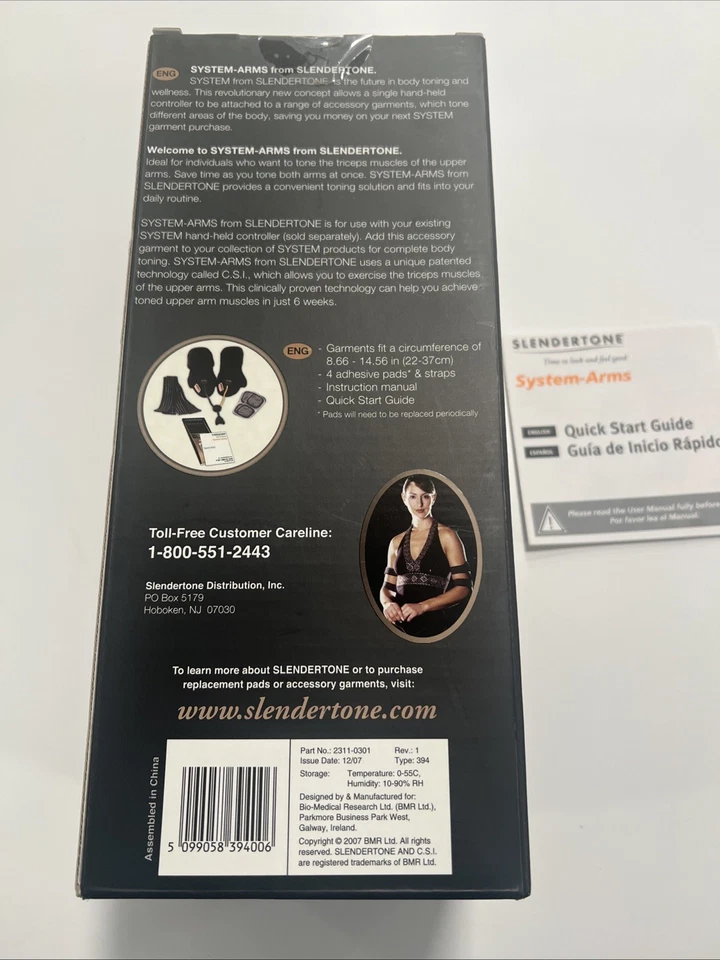 ENG
SYSTEM-ARMS from SLENDERTONE.
SYSTEM from SLENDERTONE is the future in body toning and
wellness. This revolutionary new concept allows a single hand-held
controller to be attached to a range of accessory garments, which tone
different areas of the body, saving you money on your next SYSTEM
garment purchase.
Welcome to SYSTEM-ARMS from SLENDERTONE.
Ideal for individuals who want to tone the triceps muscles of the upper
arms. Save time as you tone both arms at once. SYSTEM-ARMS from
SLENDERTONE provides a convenient toning solution and fits into your
daily routine.
SYSTEM-ARMS from SLENDERTONE is for use with your existing
SYSTEM hand-held controller (sold separately). Add this accessory
garment to your collection of SYSTEM products for complete body
toning. SYSTEM-ARMS from SLENDERTONE uses a unique patented
technology called C.S.I., which allows you to exercise the triceps muscles
of the upper arms. This clinically proven technology can help you achieve
toned upper arm muscles in just 6 weeks.
ENG
- Garments fit a circumference of
8.66 - 14.56 in (22-37cm)
- 4 adhesive pads* & straps
- Instruction manual
- Quick Start Guide
* Pads will need to be replaced periodically
Toll-Free Customer Careline:
1-800-551-2443
Slendertone Distribution, Inc.
PO Box 5179
Hoboken, NJ 07030
To learn more about SLENDERTONE or to purchase
replacement pads or accessory garments, visit:
www.slendertone.com
Assembled in China
5 099058 394006
Part No.: 2311-0301 Rev.: 1
Issue Date: 12/07 Type: 394
Storage: Temperature: 0-55C,
Humidity: 10-90% RH
Designed by & Manufactured for:
Bio-Medical Research Ltd. (BMR Ltd.),
Parkmore Business Park West,
Galway, Ireland.
Copyright © 2007 BMR Ltd. All rights
reserved. SLENDERTONE AND C.S.I.
are registered trademarks of BMR Ltd.
SLENDERTONE
Time to look and feel good
System-Arms
ENGLISH Quick Start Guide
ESPAÑOL Guía de Inicio Rápido
Please read the User Manual fully before
Por favor lea el Manual.